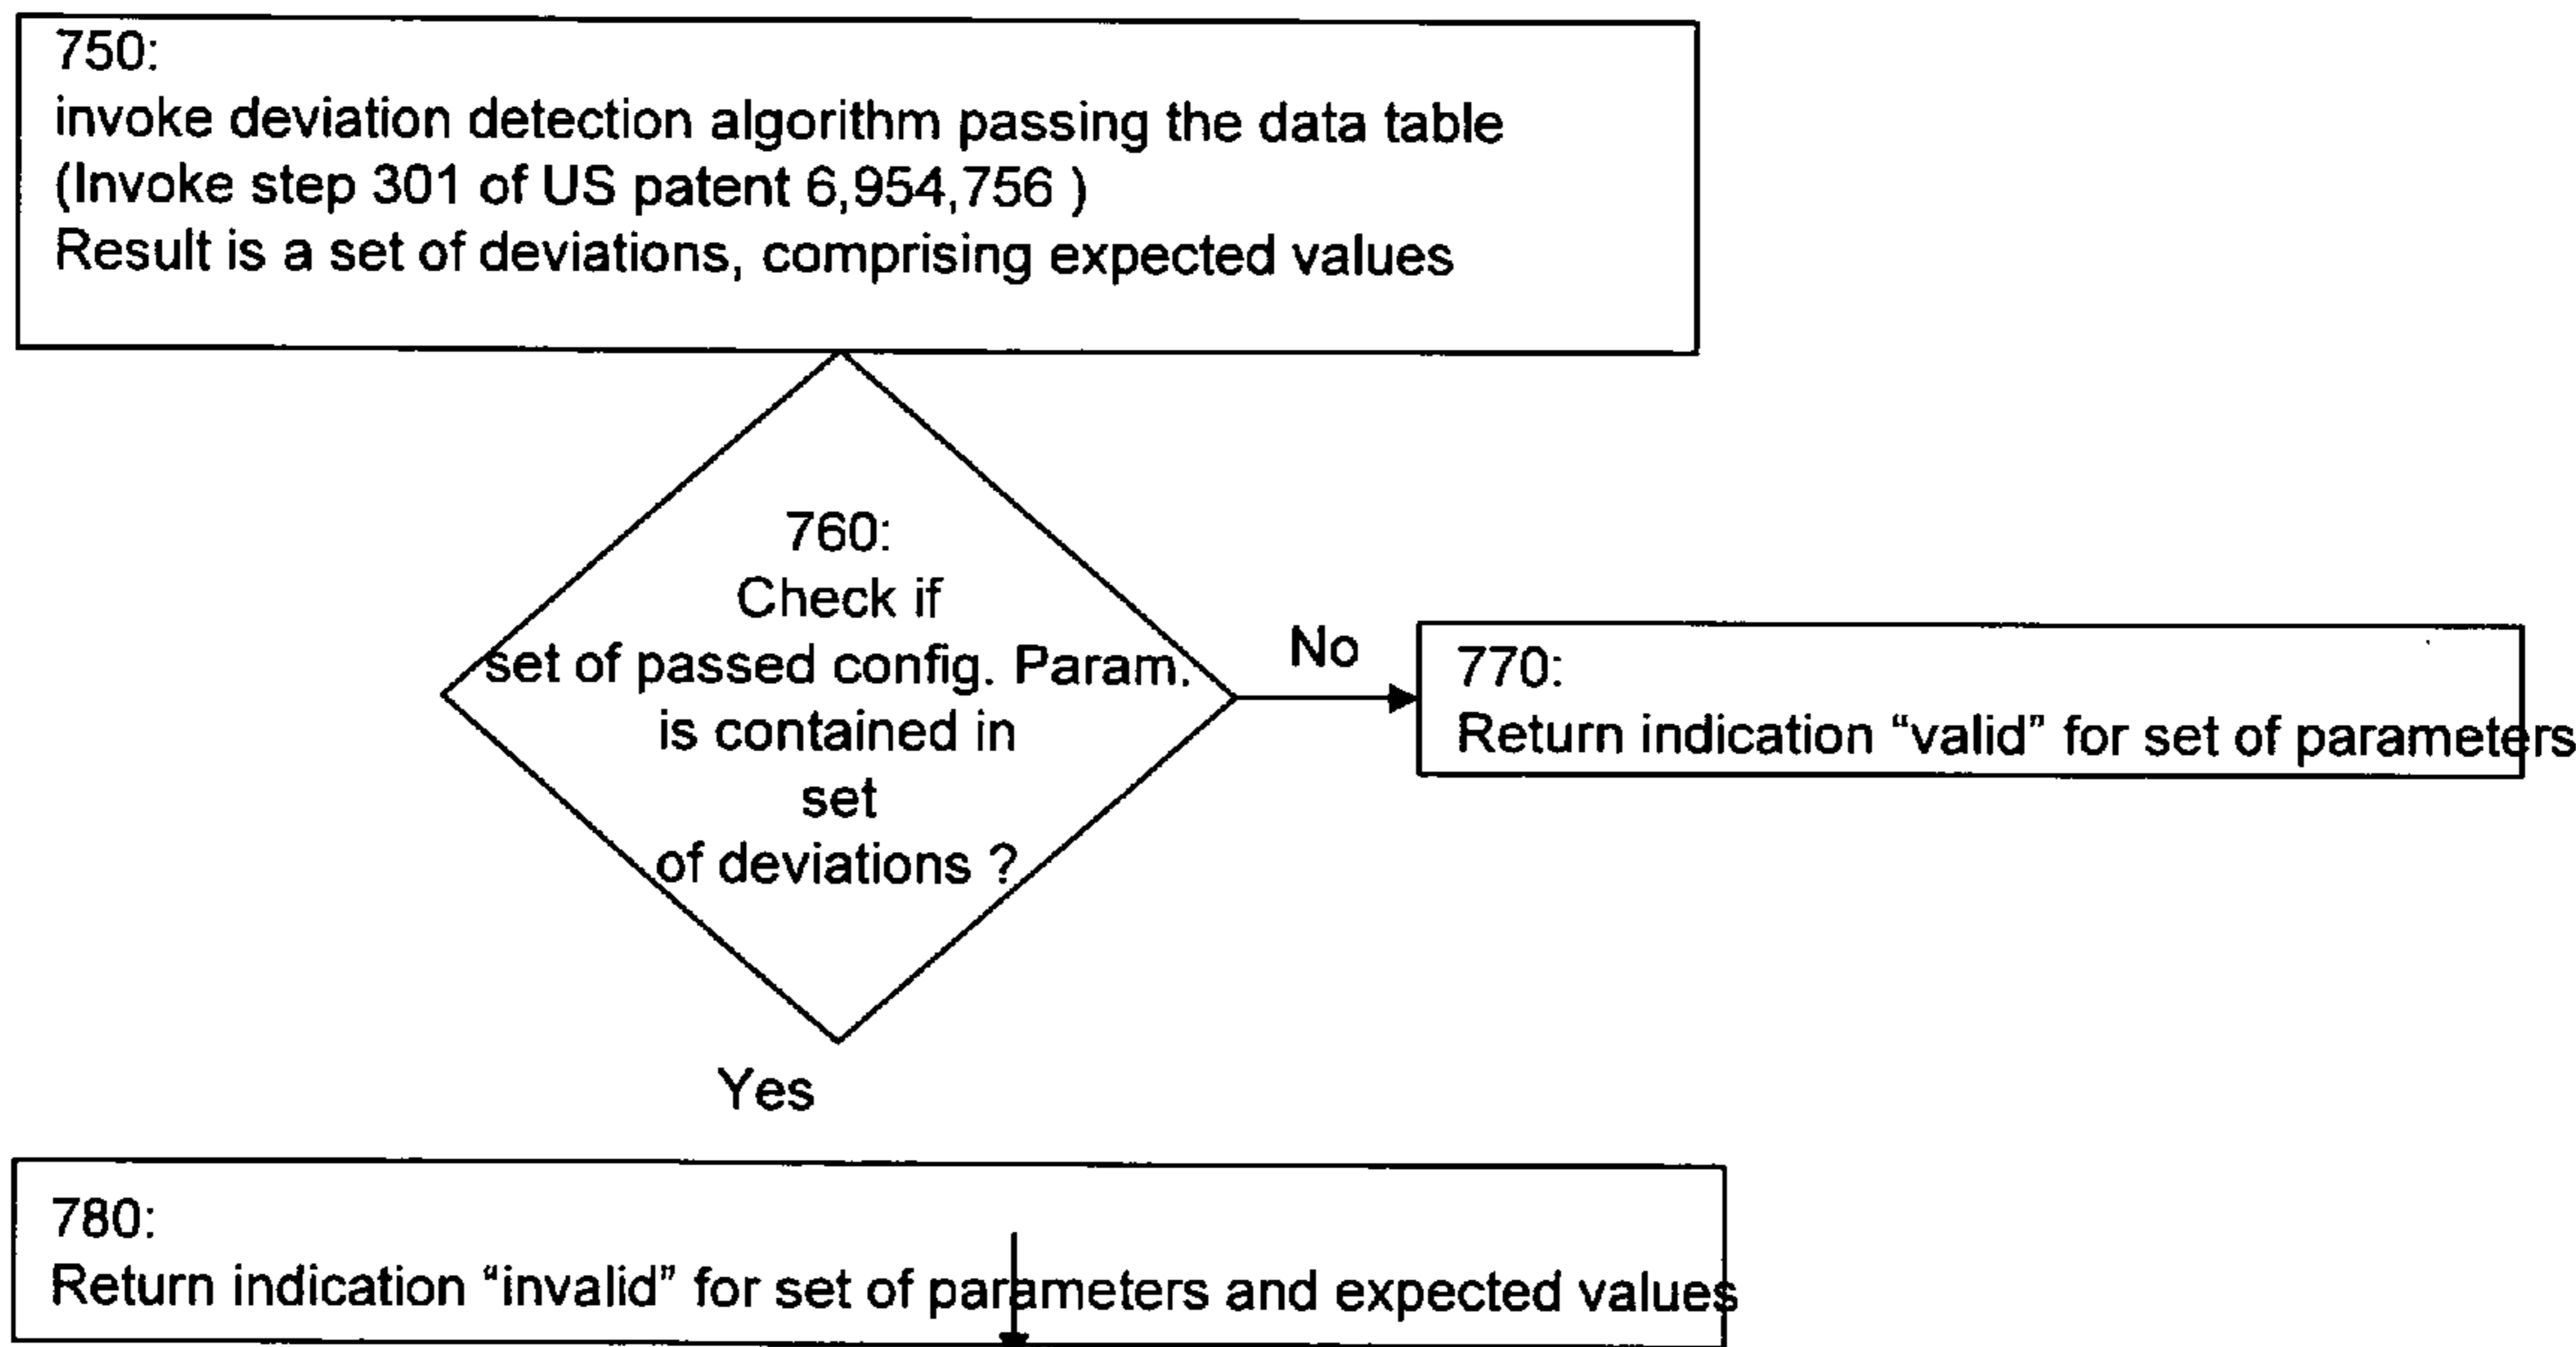 750:
invoke deviation detection algorithm passing the data table
(Invoke step 301 of US patent 6,954,756 )
Result is a set of deviations, comprising expected values
760:
Check if
set of passed config. Param.
is contained in
set
of deviations ?
No
770:
Return indication “valid” for set of parameters
Yes
780:
Return indication “invalid” for set of parameters and expected values